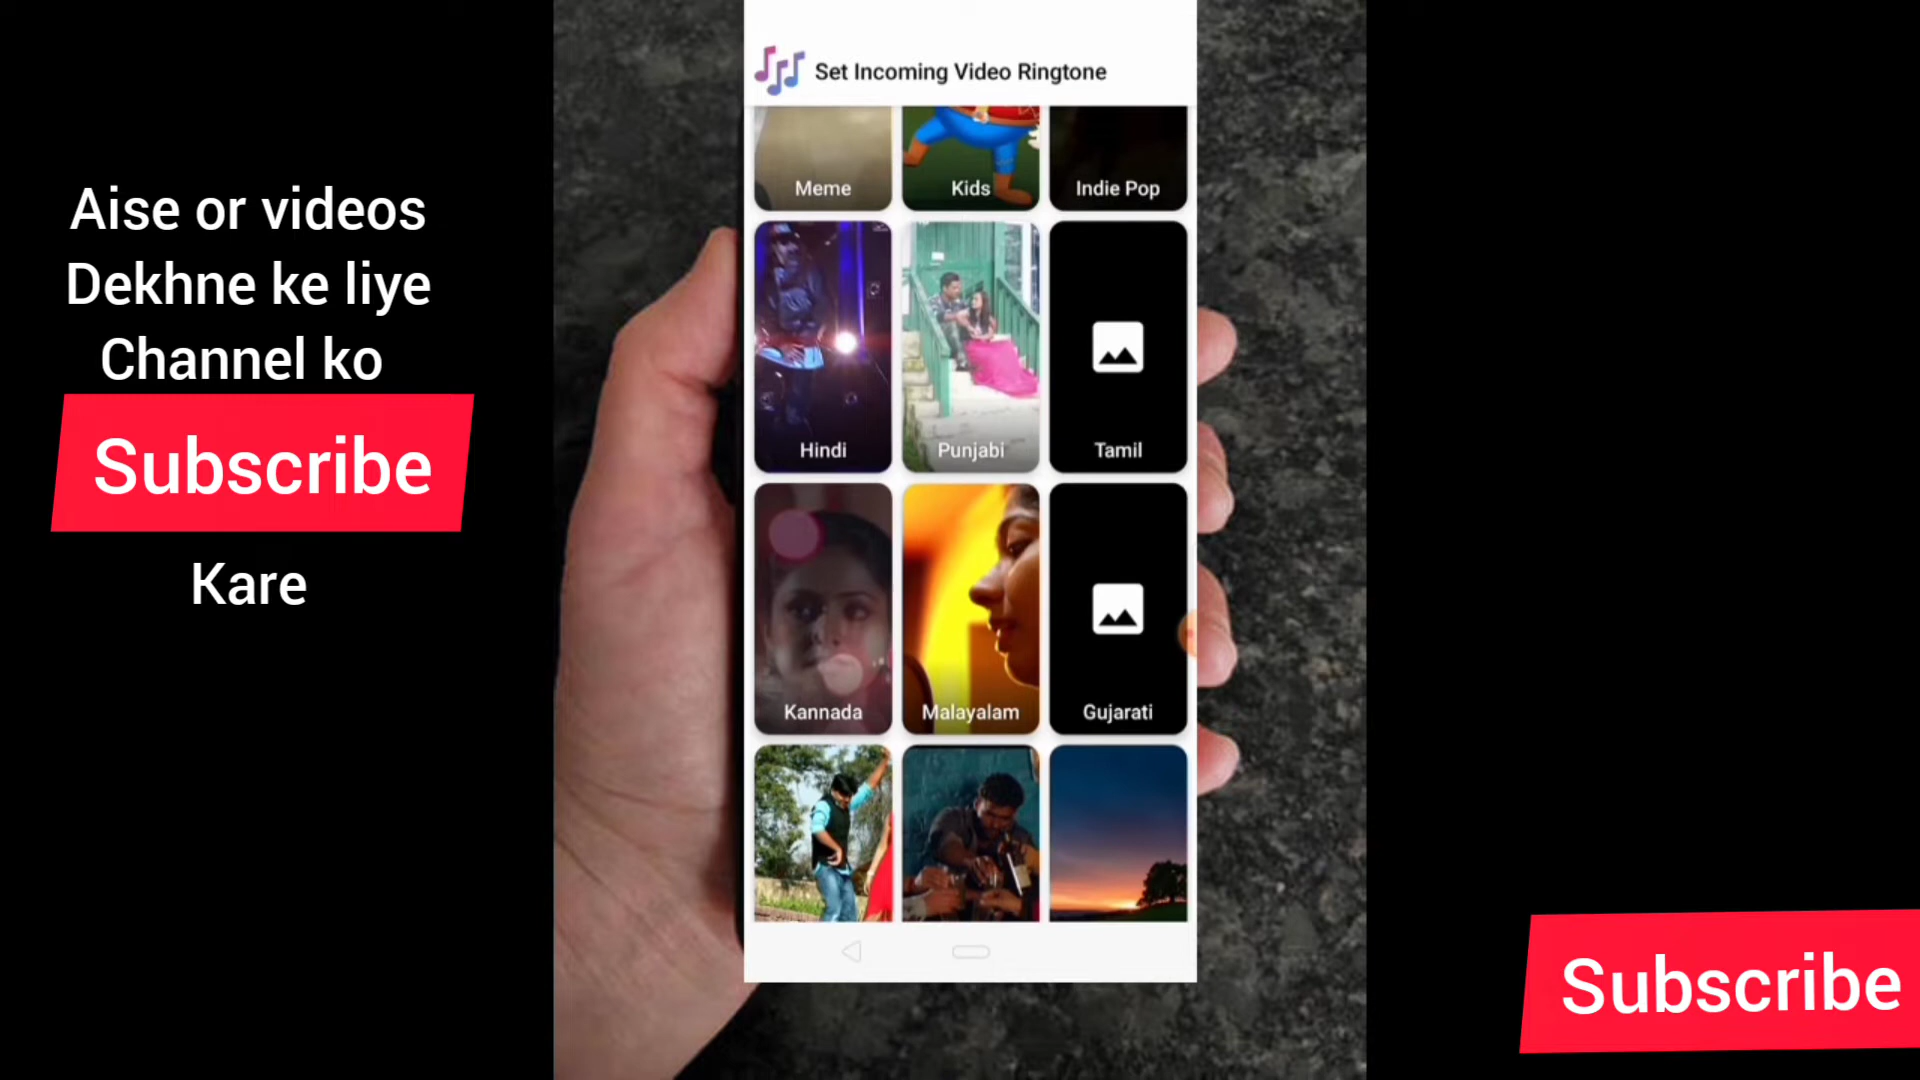 Aise or videos
Dekhne ke liye
Channel ko
Subscribe
Kare
Set Incoming Video Ringtone
Meme
Kids
Indie Pop
Hindi
Punjabi
Tamil
Kannada
Malayalam
Gujarati
Subscribe